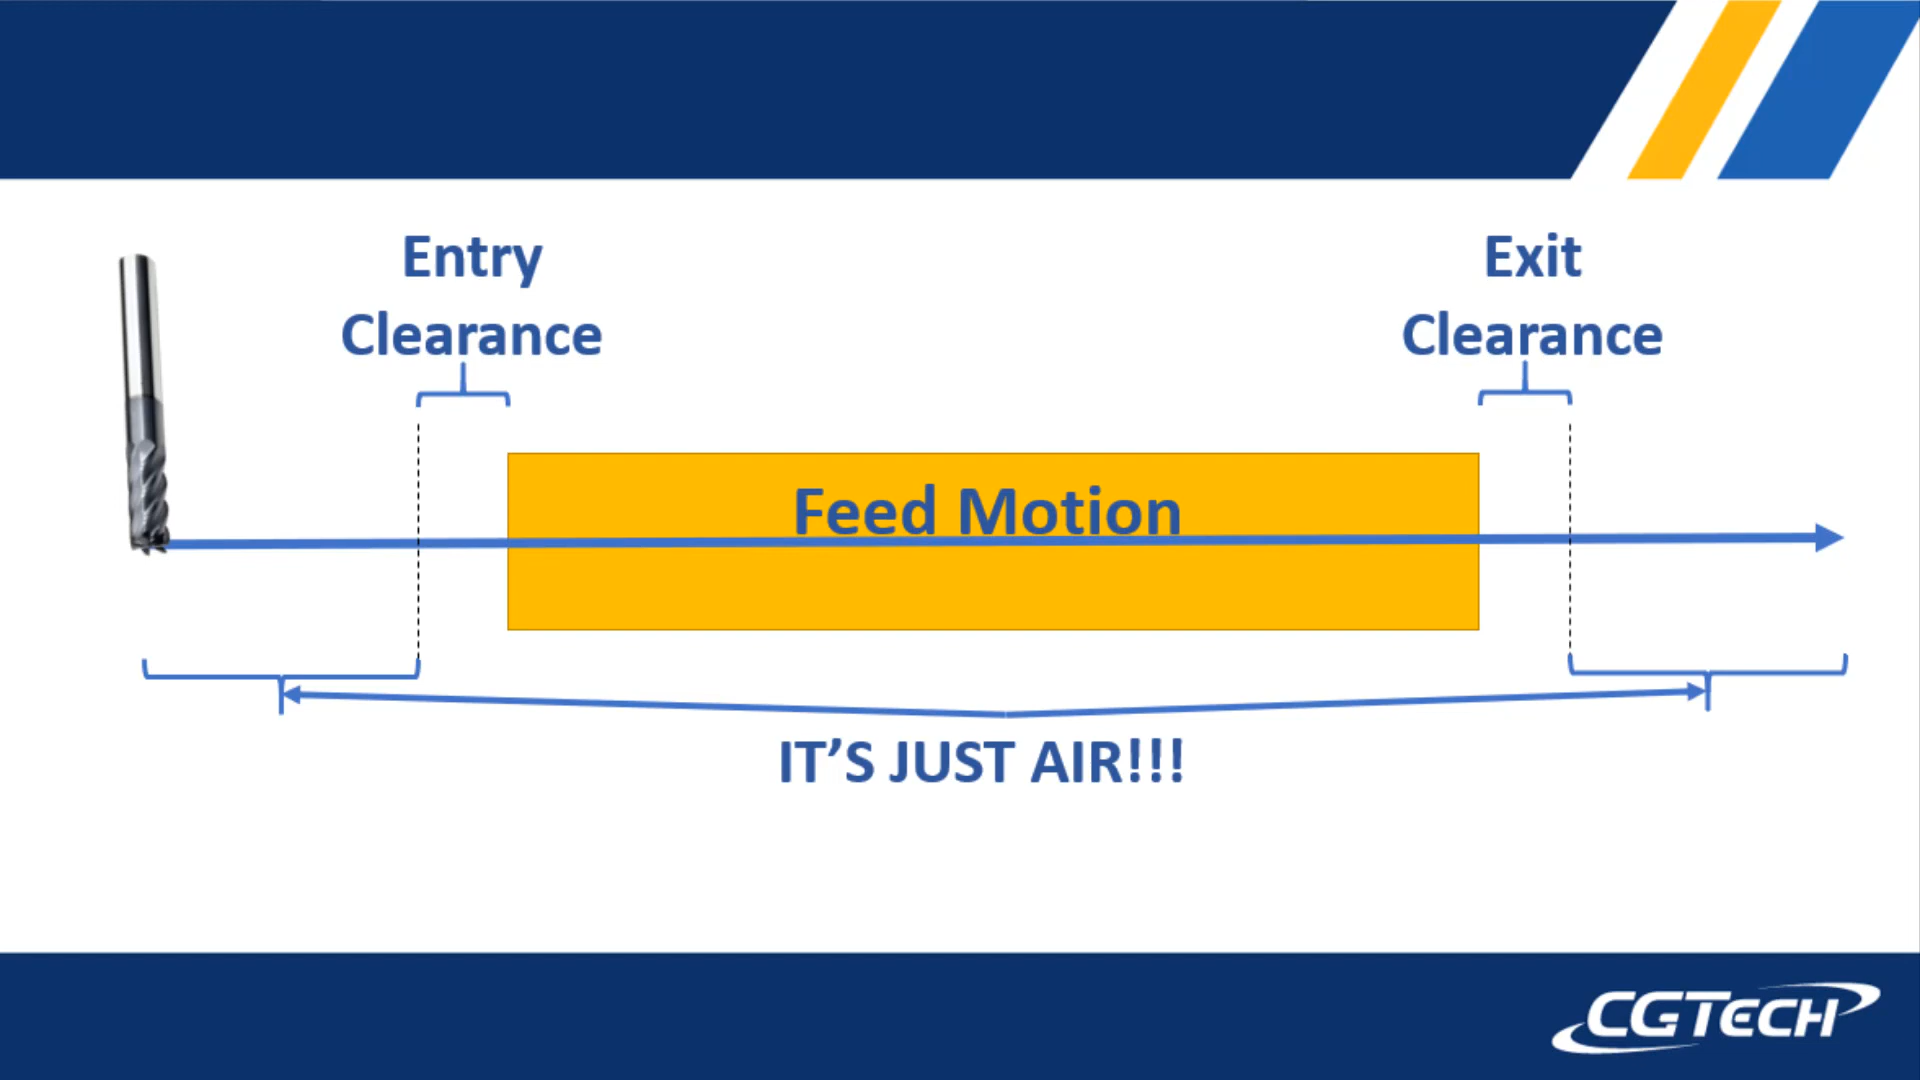 Entry
Clearance
Exit
Clearance
Feed Motion
IT’S JUST AIR!!!
CGTECH